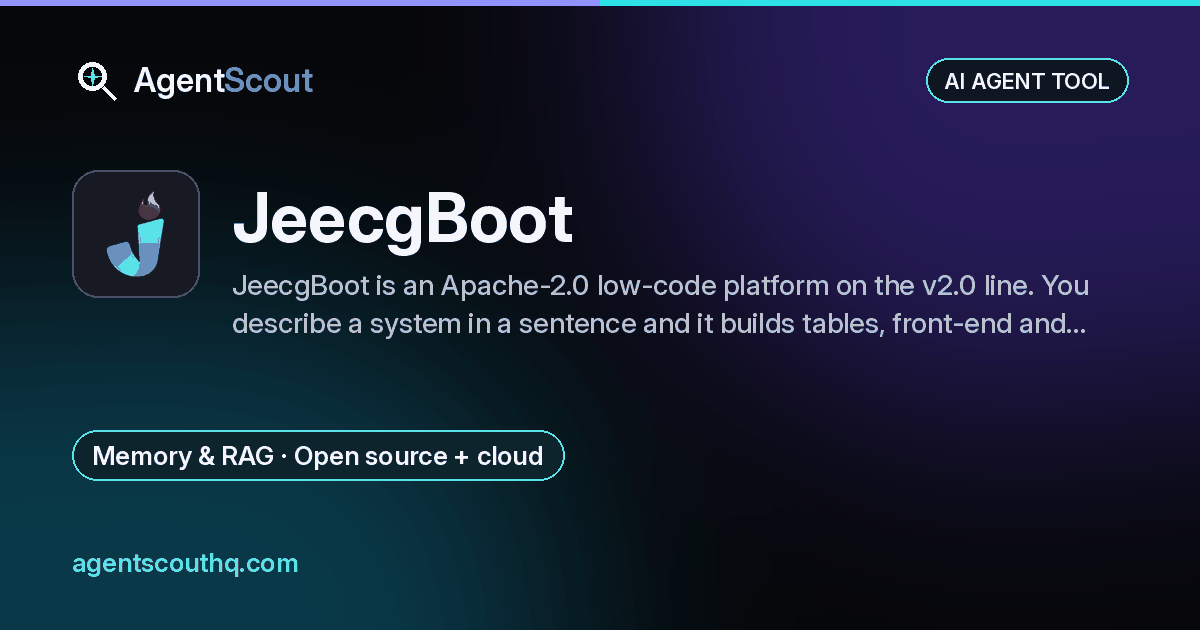 AgentScout
AI AGENT TOOL
JeecgBoot
JeecgBoot is an Apache-2.0 low-code platform on the v2.0 line. You
describe a system in a sentence and it builds tables, front-end and...
Memory & RAG · Open source + cloud
agentscouthq.com